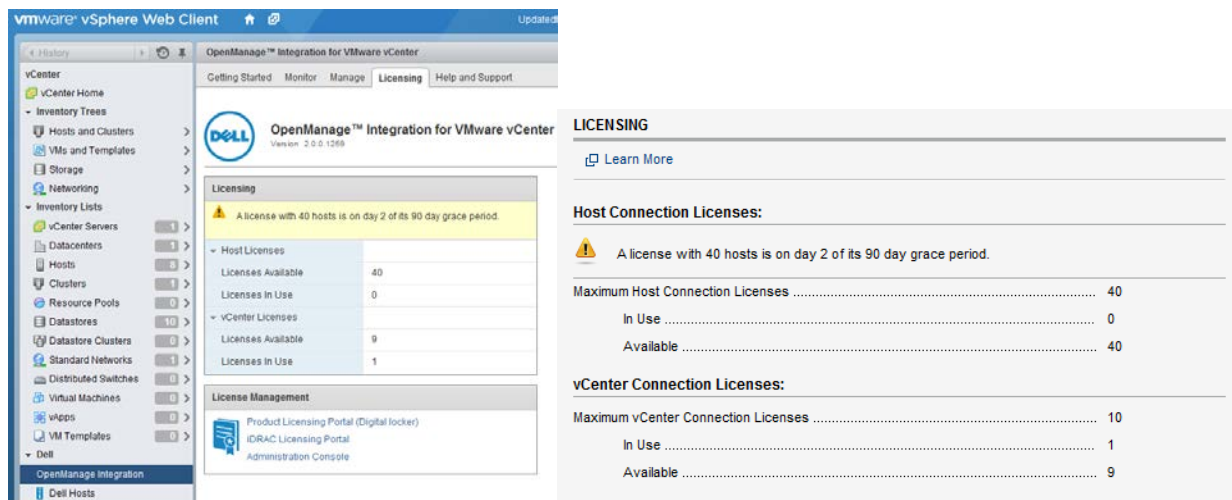 vmware® vSphere Web Client
Updated
History
vCenter
vCenter Home
Inventory Trees
Hosts and Clusters
VMs and Templates
Storage
Networking
Inventory Lists
vCenter Servers 1
Datacenters 1
Hosts 8
Clusters 1
Resource Pools 0
Datastores 10
Datastore Clusters 0
Standard Networks 1
Distributed Switches 0
Virtual Machines 0
vApps 0
VM Templates 0
Dell
OpenManage Integration
Dell Hosts
OpenManage™ Integration for VMware vCenter
Getting Started Monitor Manage Licensing Help and Support
DELL
OpenManage™ Integration for VMware vCenter
Version 2.0.0.1269
Licensing
A license with 40 hosts is on day 2 of its 90 day grace period.
Host Licenses
Licenses Available 40
Licenses In Use 0
vCenter Licenses
Licenses Available 9
Licenses In Use 1
License Management
Product Licensing Portal (Digital locker)
iDRAC Licensing Portal
Administration Console
LICENSING
Learn More
Host Connection Licenses:
A license with 40 hosts is on day 2 of its 90 day grace period.
Maximum Host Connection Licenses 40
In Use 0
Available 40
vCenter Connection Licenses:
Maximum vCenter Connection Licenses 10
In Use 1
Available 9